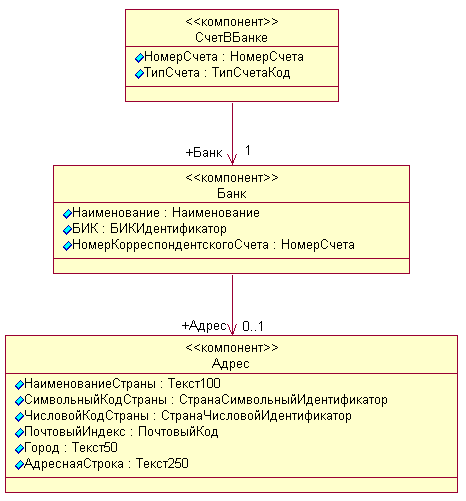 <<компонент>>
СчетВБанке
НомерСчета : НомерСчета
ТипСчета : ТипСчетаКод
+Банк 1
<<компонент>>
Банк
Наименование : Наименование
БИК : БИКИдентификатор
НомерКорреспондентскогоСчета : НомерСчета
+Адрес 0..1
<<компонент>>
Адрес
НаименованиеСтраны : Текст100
СимвольныйКодСтраны : СтранаСимвольныйИдентификатор
ЧисловойКодСтраны : СтранаЧисловойИдентификатор
ПочтовыйИндекс : ПочтовыйКод
Город : Текст50
АдреснаяСтрока : Текст250